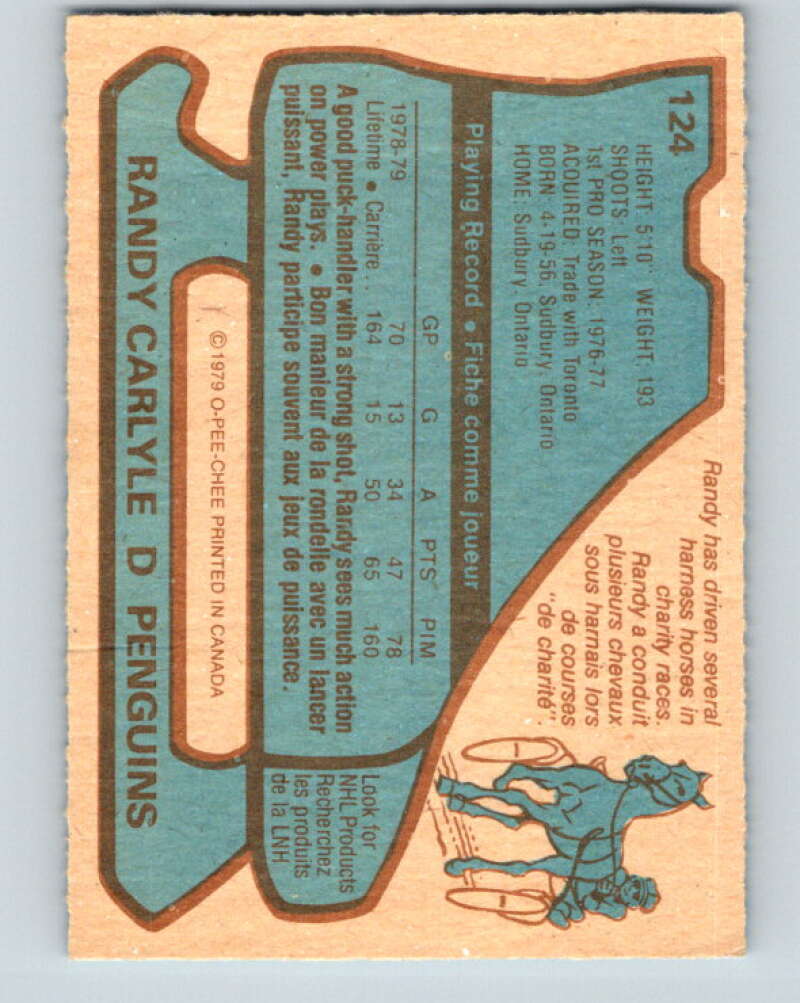 124
HEIGHT: 5'10" WEIGHT: 193
SHOOTS: Left
1st PRO SEASON: 1976-77
ACQUIRED: Trade with Toronto
BORN: 4-19-56, Sudbury, Ontario
HOME: Sudbury, Ontario
Randy has driven several
harness horses in
charity races.
Randy a conduit
plusieurs chevaux
sous harnais lors
de courses
"de charité".
Playing Record • Fiche comme joueur
GP G A PTS PIM
1978-79 70 13 34 47 78
Lifetime • Carrière . . 164 15 50 65 160
A good puck-handler with a strong shot, Randy sees much action
on power plays. • Bon manieur de la rondelle avec un lancer
puissant, Randy participe souvent aux jeux de puissance.
Look for
NHL Products
Recherchez
les produits
de la LNH
©1979 O-PEE-CHEE PRINTED IN CANADA
RANDY CARLYLE D PENGUINS